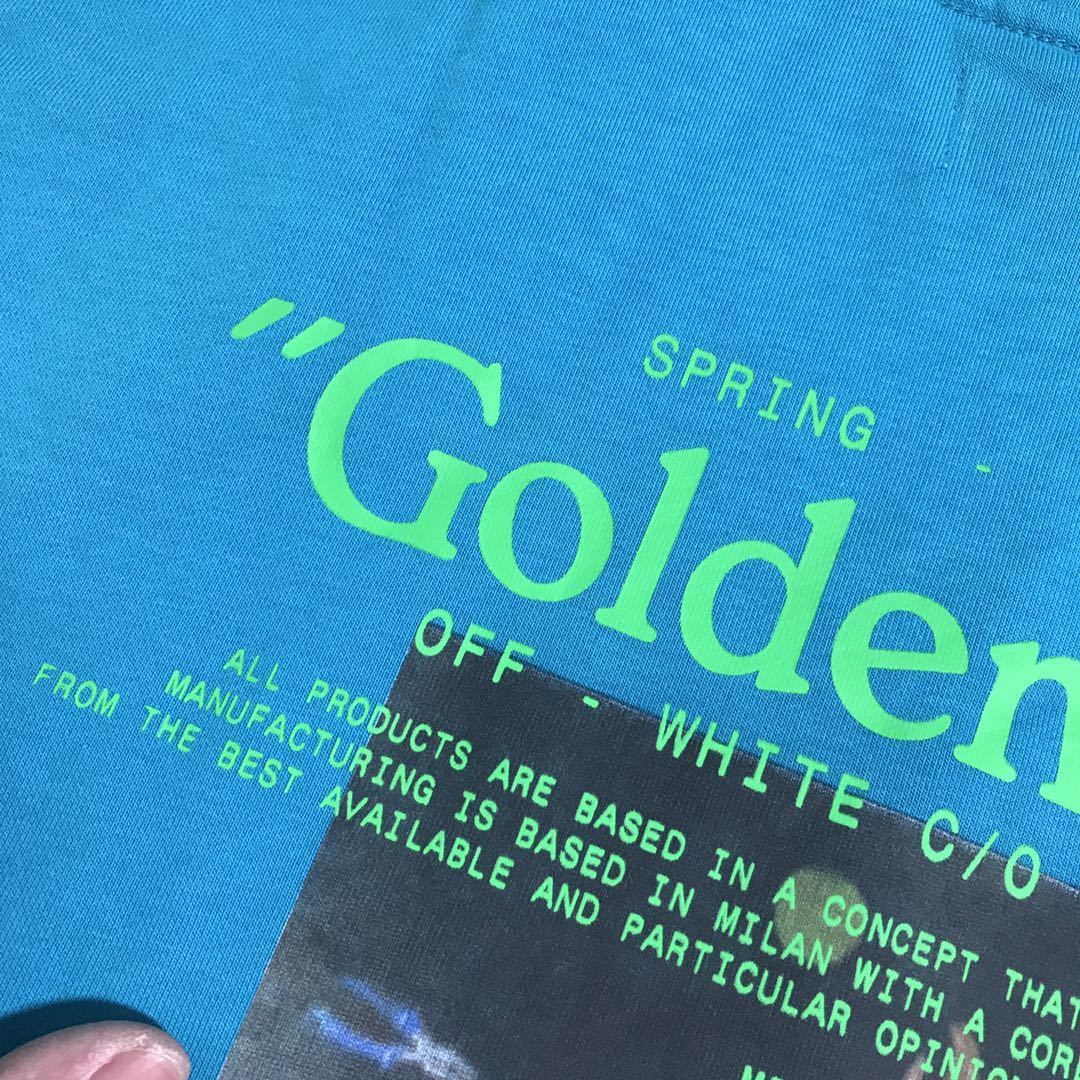 SPRING -
"Golden
OFF - WHITE C/O
ALL PRODUCTS ARE BASED IN A CONCEPT THAT
MANUFACTURING IS BASED IN MILAN WITH A
FROM THE BEST AVAILABLE AND PARTICULAR